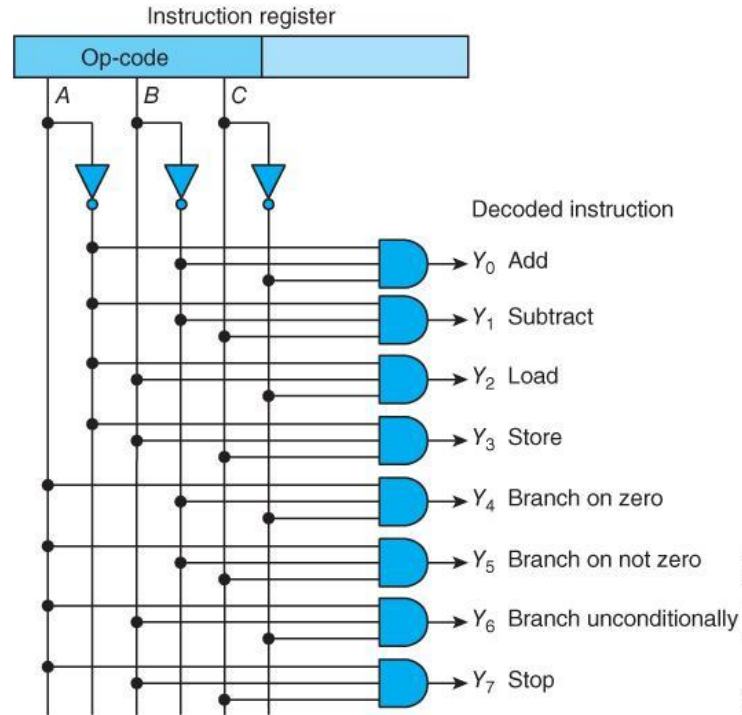 Instruction register
Op-code
A B C
Decoded instruction
Y0 Add
Y1 Subtract
Y2 Load
Y3 Store
Y4 Branch on zero
Y5 Branch on not zero
Y6 Branch unconditionally
Y7 Stop